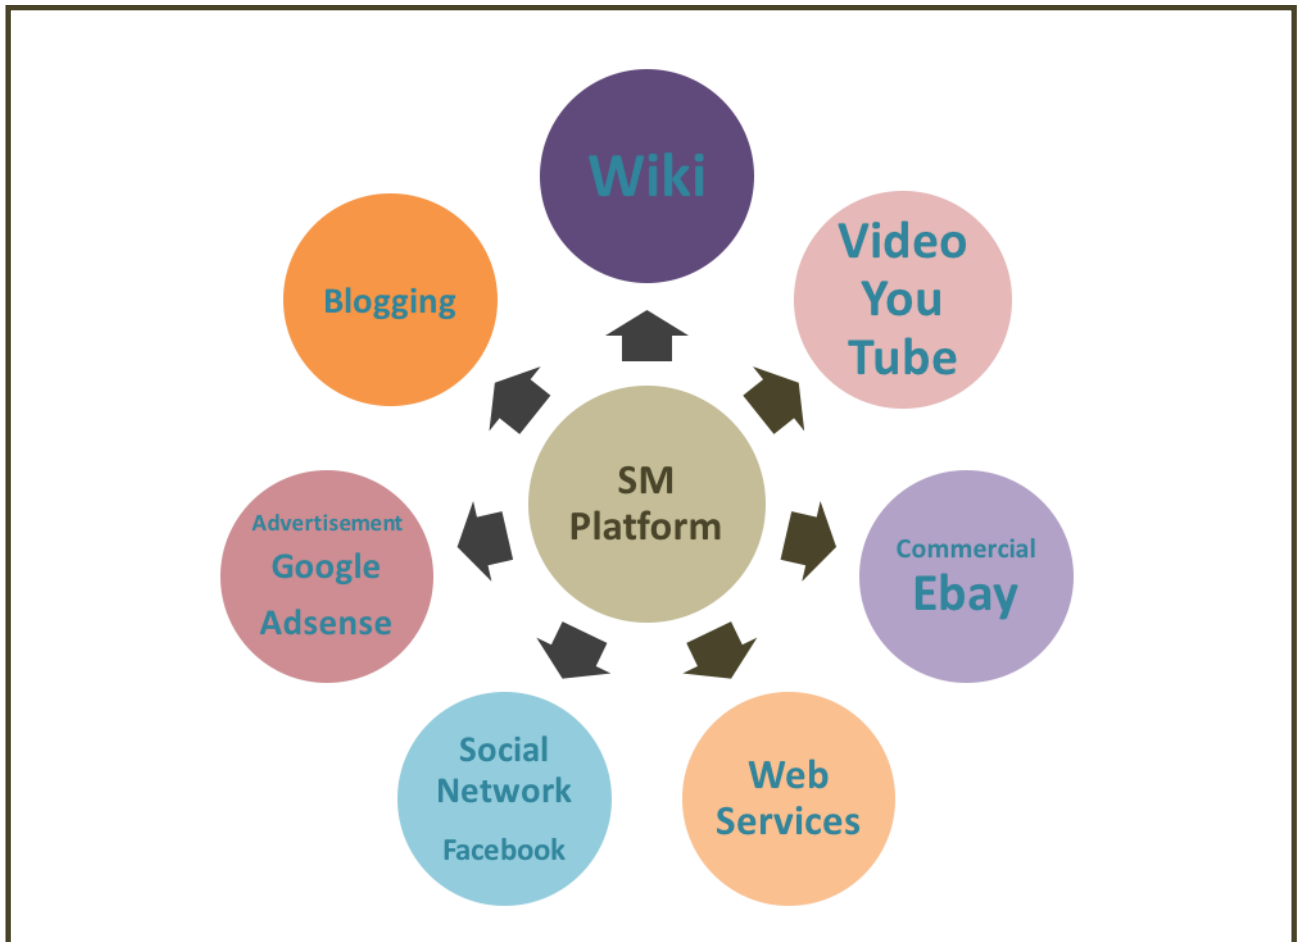 Wiki
Video
You
Tube
Blogging
SM
Platform
Advertisement
Google
Adsense
Commercial
Ebay
Social
Network
Facebook
Web
Services